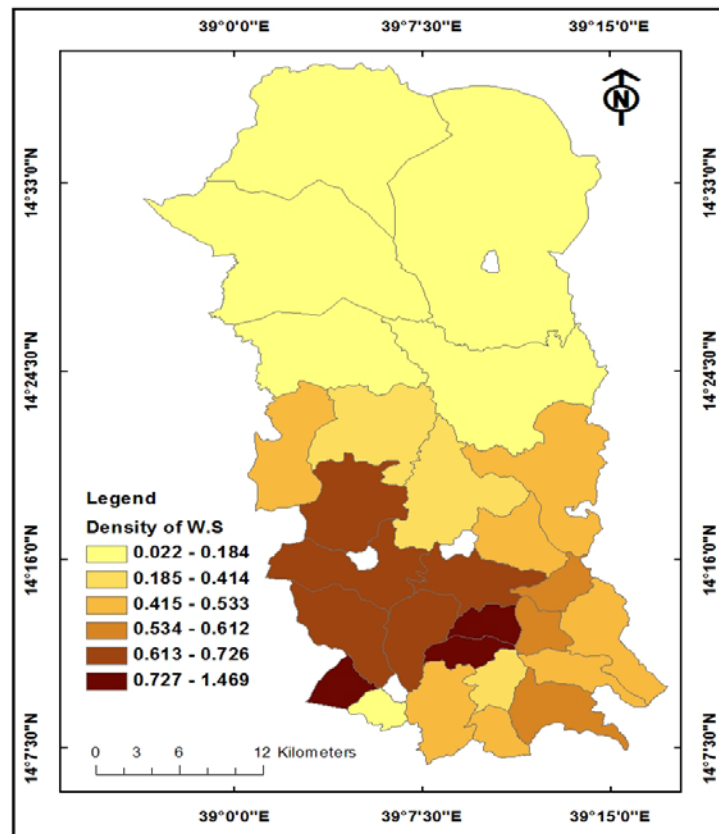 39°0'0"E 39°7'30"E 39°15'0"E
N
14°33'0"N 14°33'0"N
14°24'30"N 14°24'30"N
Legend
Density of W.S
0.022 - 0.184
0.185 - 0.414
14°16'0"N 14°16'0"N
0.415 - 0.533
0.534 - 0.612
0.613 - 0.726
0.727 - 1.469
14°7'30"N 14°7'30"N
0 3 6 12 Kilometers
39°0'0"E 39°7'30"E 39°15'0"E